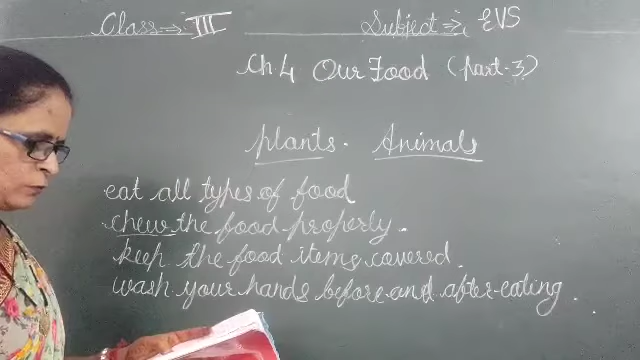 Class → III Subject → EVS
Ch 4 Our Food (Part-3)
Plants. Animals
eat all types of food
chew the food properly.
keep the food items covered.
wash your hands before and after eating.